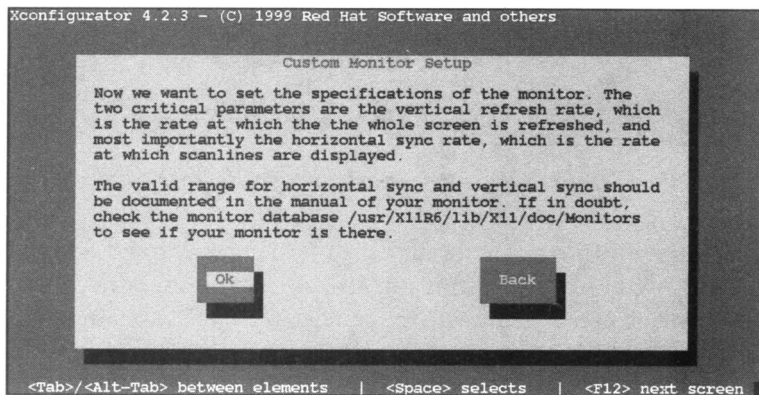 Xconfigurator 4.2.3 - (C) 1999 Red Hat Software and others
Custom Monitor Setup
Now we want to set the specifications of the monitor. The
two critical parameters are the vertical refresh rate, which
is the rate at which the the whole screen is refreshed, and
most importantly the horizontal sync rate, which is the rate
at which scanlines are displayed.
The valid range for horizontal sync and vertical sync should
be documented in the manual of your monitor. If in doubt,
check the monitor database /usr/X11R6/lib/X11/doc/Monitors
to see if your monitor is there.
Ok Back
<Tab>/<Alt-Tab> between elements | <Space> selects | <F12> next screen